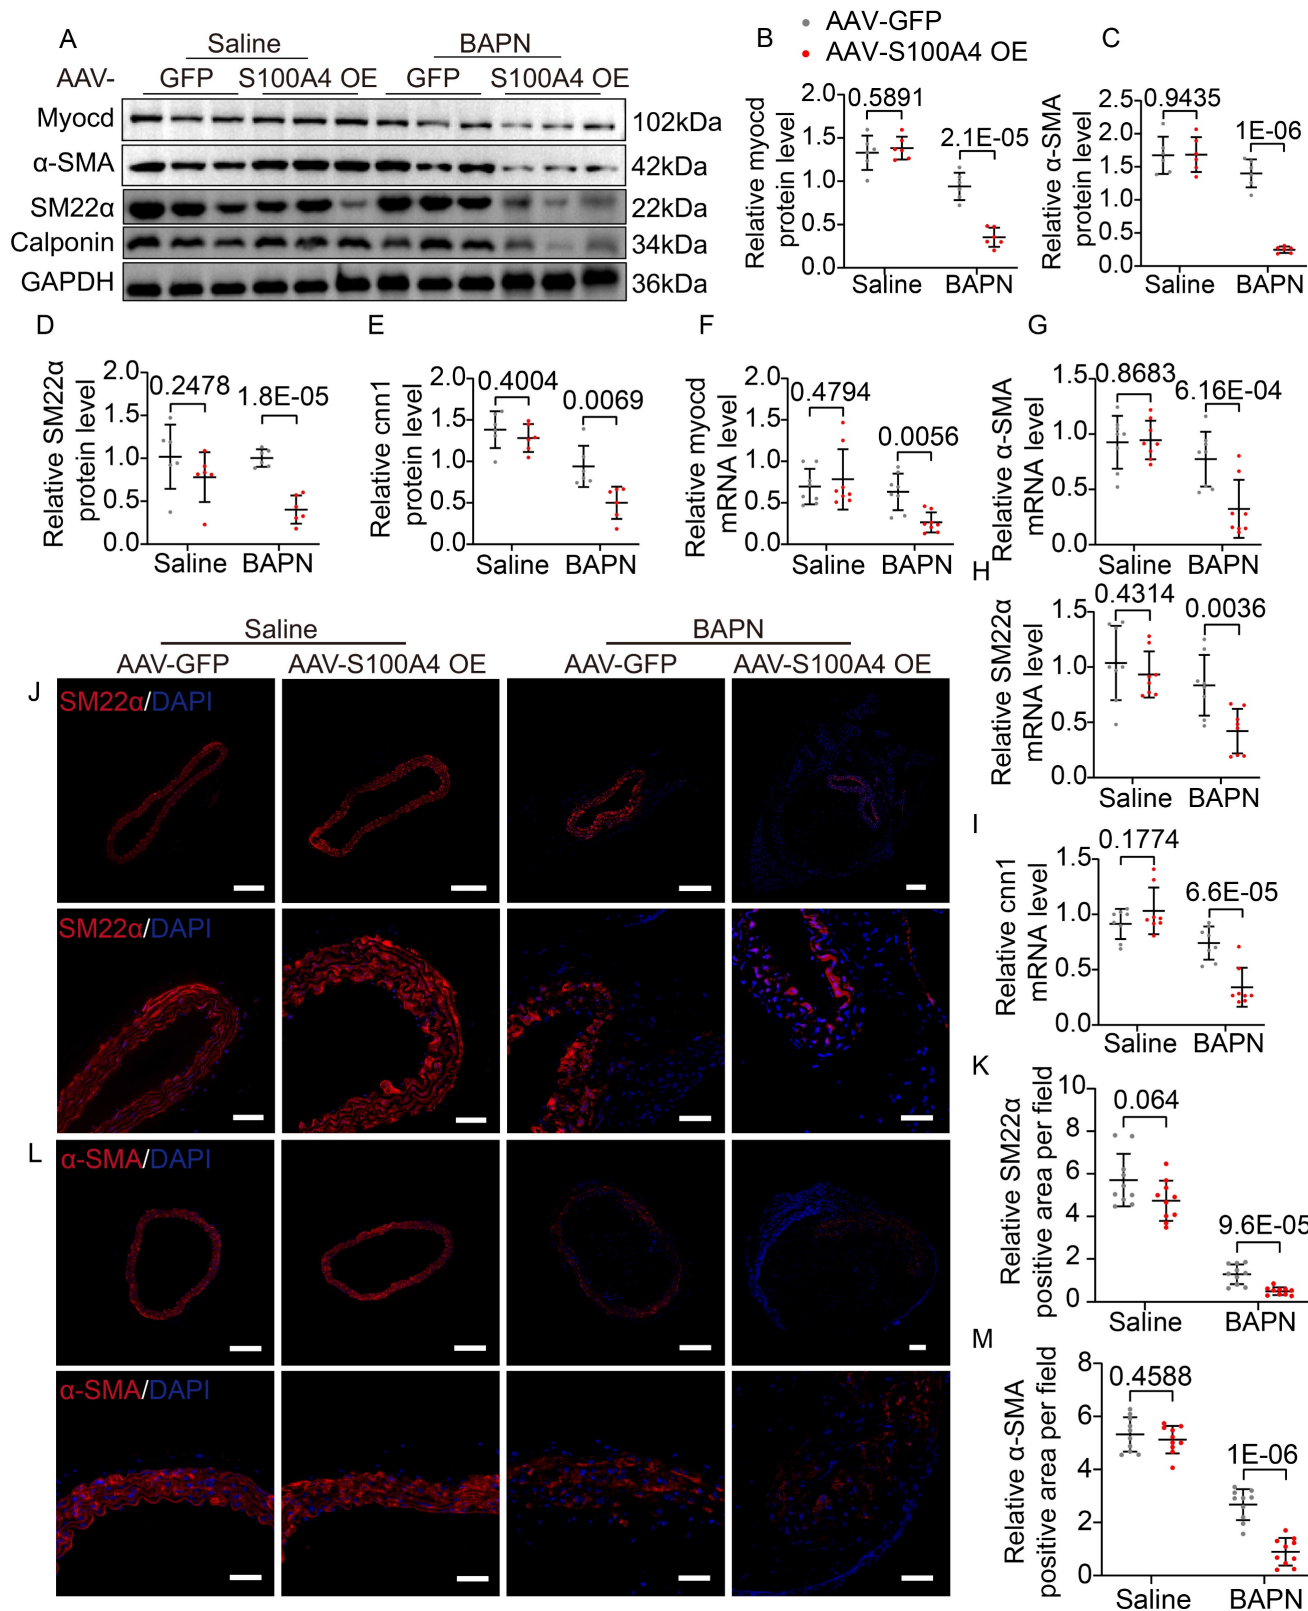 A
Saline
BAPN
AAV-
GFP
S100A4 OE
GFP
S100A4 OE
Myocd
102kDa
α-SMA
42kDa
SM22α
22kDa
Calponin
34kDa
GAPDH
36kDa
AAV-GFP
AAV-S100A4 OE
B
Relative myocd
protein level
2.0
1.5
1.0
0.5
0.0
0.5891
2.1E-05
Saline
BAPN
C
Relative α-SMA
protein level
2.5
2.0
1.5
1.0
0.5
0.0
0.9435
1E-06
Saline
BAPN
D
Relative SM22α
protein level
2.0
1.5
1.0
0.5
0.0
0.2478
1.8E-05
Saline
BAPN
E
Relative cnn1
protein level
2.0
1.5
1.0
0.5
0.0
0.4004
0.0069
Saline
BAPN
F
Relative myocd
mRNA level
2.0
1.5
1.0
0.5
0.0
0.4794
0.0056
Saline
BAPN
G
Relative α-SMA
mRNA level
1.5
1.0
0.5
0.0
0.8683
6.16E-04
Saline
BAPN
H
Relative SM22α
mRNA level
1.5
1.0
0.5
0.0
0.4314
0.0036
Saline
BAPN
I
Relative cnn1
mRNA level
1.5
1.0
0.5
0.0
0.1774
6.6E-05
Saline
BAPN
J
Saline
BAPN
AAV-GFP
AAV-S100A4 OE
AAV-GFP
AAV-S100A4 OE
SM22α/DAPI
SM22α/DAPI
K
Relative SM22α
positive area per field
10
8
6
4
2
0
0.064
9.6E-05
Saline
BAPN
L
α-SMA/DAPI
α-SMA/DAPI
M
Relative α-SMA
positive area per field
8
6
4
2
0
0.4588
1E-06
Saline
BAPN